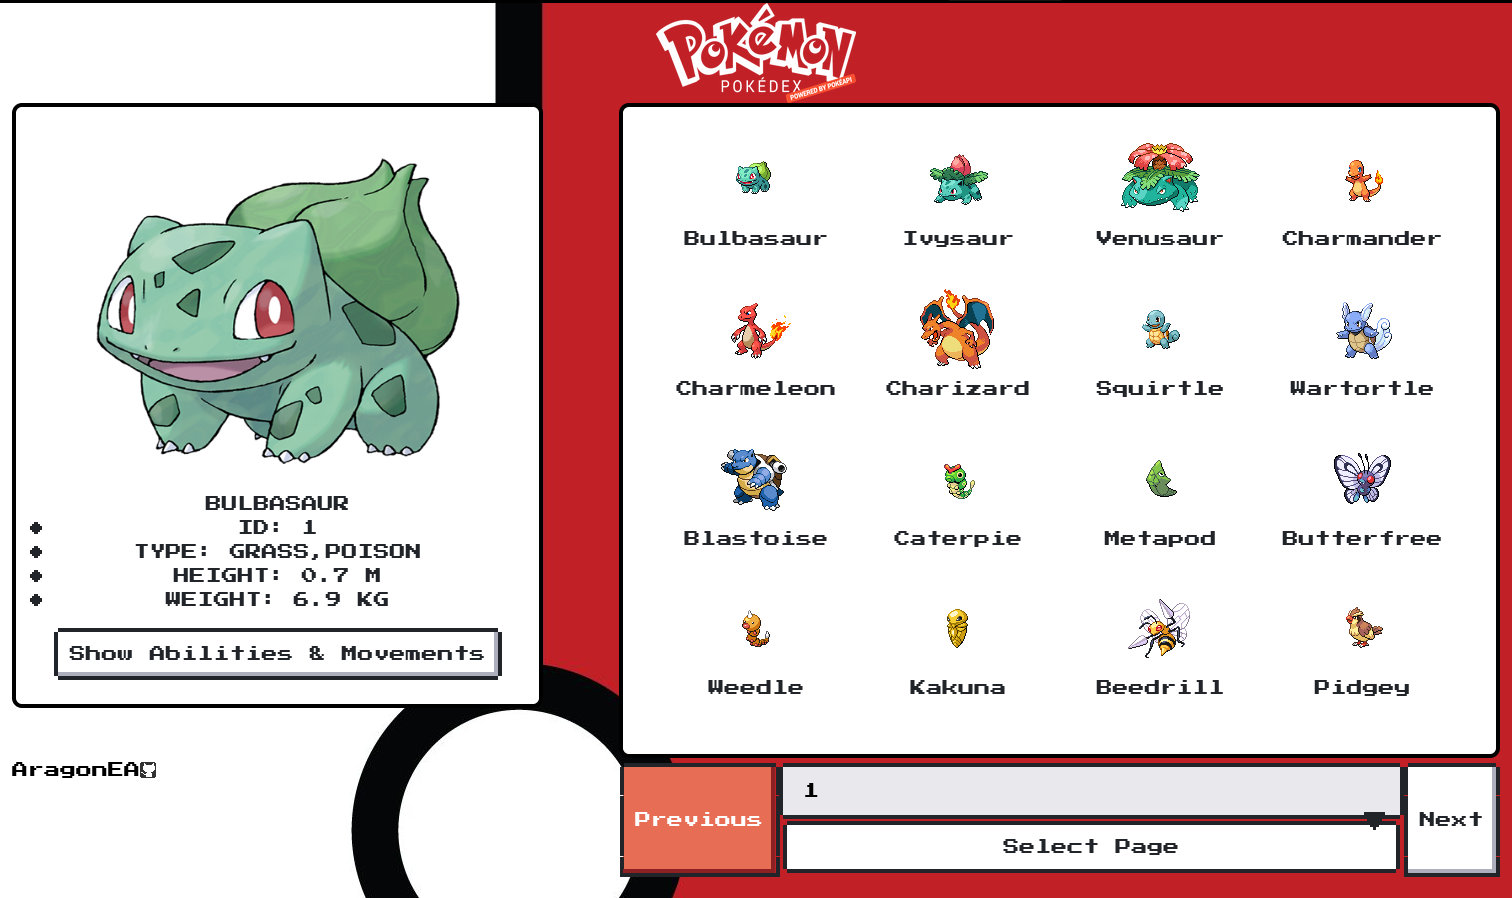 POKéMON
POKÉDEX
POWERED BY POKÉAPI
BULBASAUR
ID: 1
TYPE: GRASS,POISON
HEIGHT: 0.7 M
WEIGHT: 6.9 KG
Show Abilities & Movements
AragonEA
Bulbasaur Ivysaur Venusaur Charmander
Charmeleon Charizard Squirtle Wartortle
Blastoise Caterpie Metapod Butterfree
Weedle Kakuna Beedrill Pidgey
Previous
1
Select Page
Next